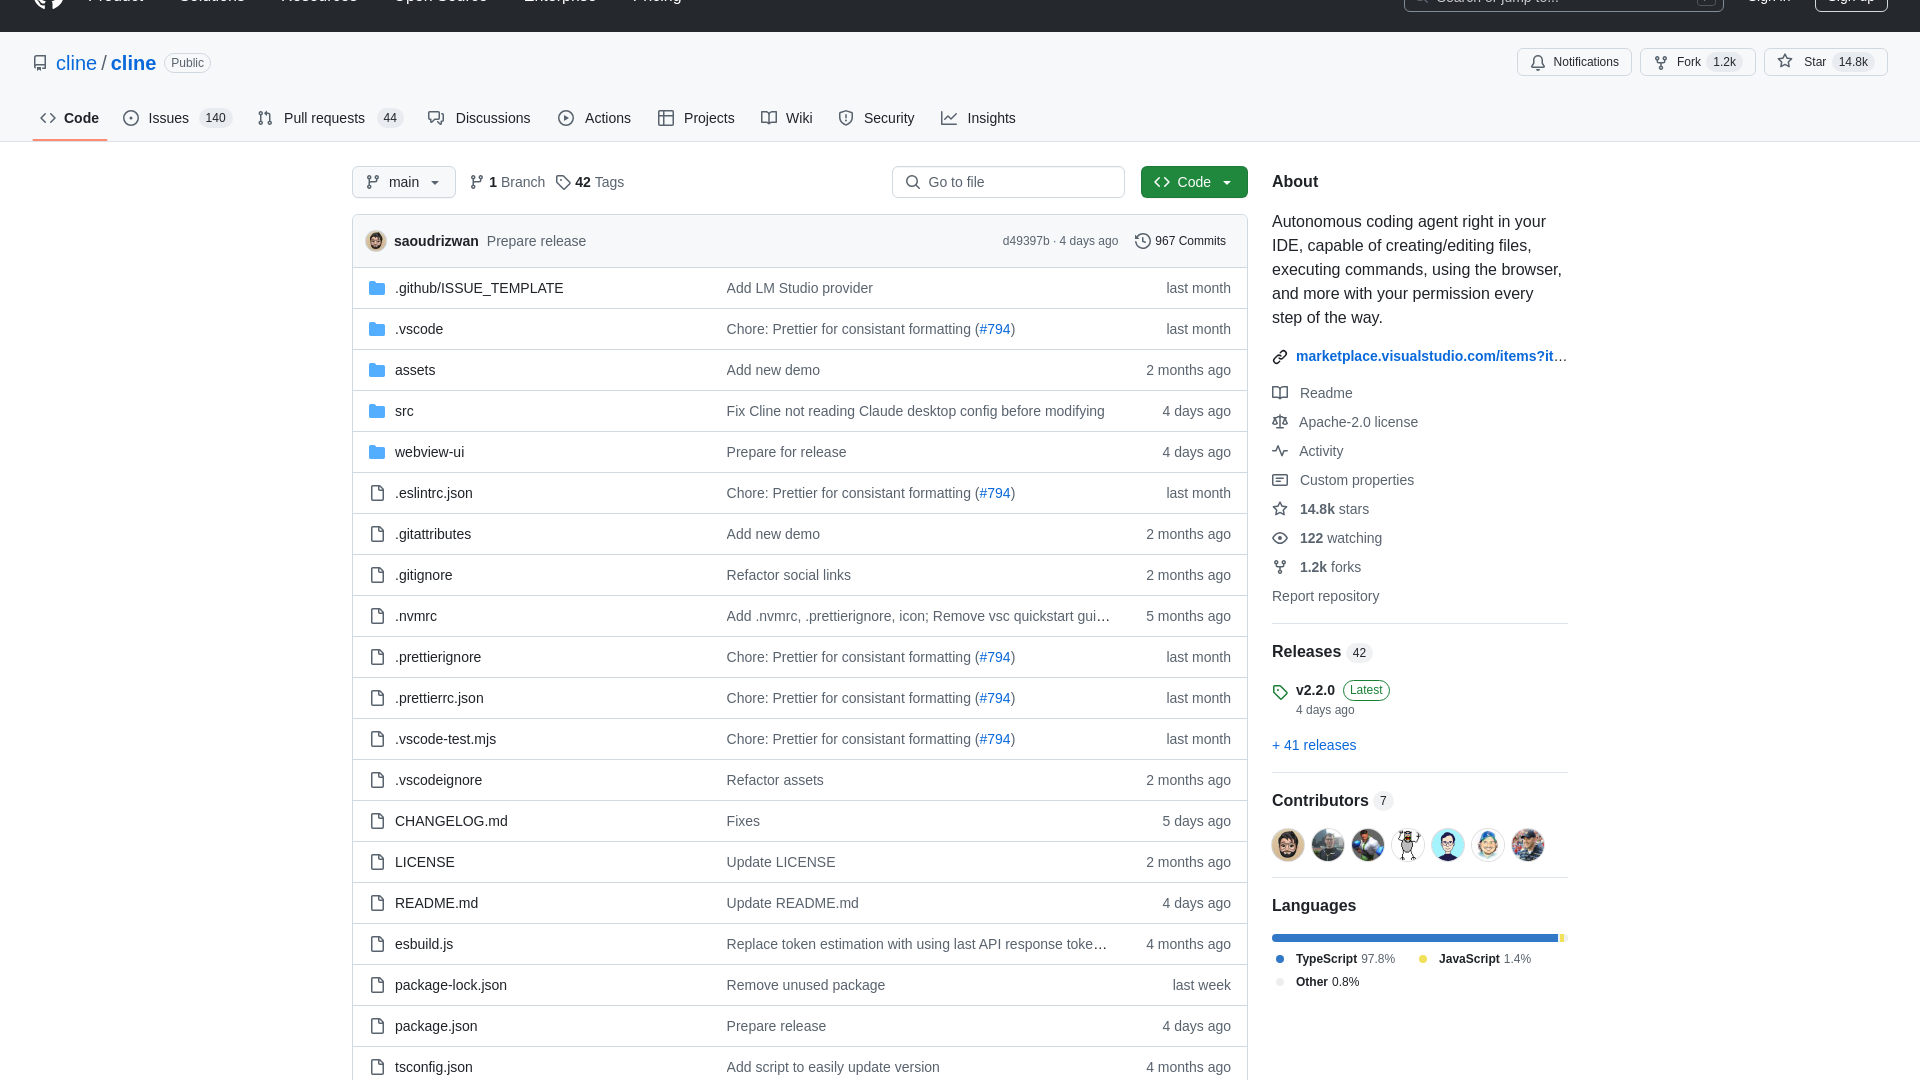 Product Solutions Resources Open Source Enterprise Pricing Search or jump to... Sign in Sign up
cline / cline Public
Notifications Fork 1.2k Star 14.8k
Code Issues 140 Pull requests 44 Discussions Actions Projects Wiki Security Insights
main 1 Branch 42 Tags Go to file Code
saoudrizwan Prepare release d49397b · 4 days ago 967 Commits
.github/ISSUE_TEMPLATE Add LM Studio provider last month
.vscode Chore: Prettier for consistant formatting (#794) last month
assets Add new demo 2 months ago
src Fix Cline not reading Claude desktop config before modifying 4 days ago
webview-ui Prepare for release 4 days ago
.eslintrc.json Chore: Prettier for consistant formatting (#794) last month
.gitattributes Add new demo 2 months ago
.gitignore Refactor social links 2 months ago
.nvmrc Add .nvmrc, .prettierignore, icon; Remove vsc quickstart gui… 5 months ago
.prettierignore Chore: Prettier for consistant formatting (#794) last month
.prettierrc.json Chore: Prettier for consistant formatting (#794) last month
.vscode-test.mjs Chore: Prettier for consistant formatting (#794) last month
.vscodeignore Refactor assets 2 months ago
CHANGELOG.md Fixes 5 days ago
LICENSE Update LICENSE 2 months ago
README.md Update README.md 4 days ago
esbuild.js Replace token estimation with using last API response toke… 4 months ago
package-lock.json Remove unused package last week
package.json Prepare release 4 days ago
tsconfig.json Add script to easily update version 4 months ago
About
Autonomous coding agent right in your
IDE, capable of creating/editing files,
executing commands, using the browser,
and more with your permission every
step of the way.
marketplace.visualstudio.com/items?it…
Readme
Apache-2.0 license
Activity
Custom properties
14.8k stars
122 watching
1.2k forks
Report repository
Releases 42
v2.2.0 Latest
4 days ago
+ 41 releases
Contributors 7
Languages
TypeScript 97.8% JavaScript 1.4%
Other 0.8%